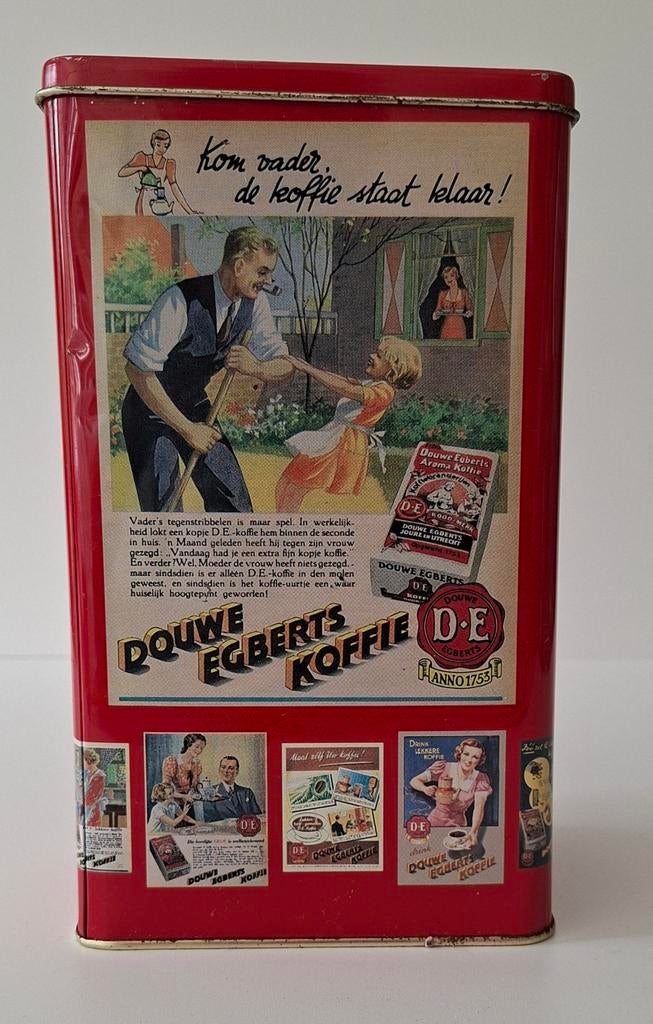 Kom vader,
de koffie staat klaar!
Douwe Egberts
Aroma Koffie
D·E
ROOD-MERK
DOUWE EGBERTS
JOURE EN UTRECHT
DOUWE EGBERTS
D·E
Vader's tegenstribbelen is maar spel. In werkelijk-
heid lokt een kopje D.E.-koffie hem binnen de seconde
in huis. 'n Maand geleden heeft hij tegen zijn vrouw
gezegd: „Vandaag had je een extra fijn kopje koffie."
En verder? Wel, Moeder de vrouw heeft niets gezegd, -
maar sindsdien is er alléén D.E.-koffie in den molen
geweest, en sindsdien is het koffie-uurtje een waar
huiselijk hoogtepunt geworden!
DOUWE
EGBERTS
KOFFIE
DOUWE
D·E
EGBERTS
ANNO 1753
KOFFIE
D·E
DOUWE EGBERTS KOFFIE
Maal zélf Uw koffie!
D·E
DOUWE
EGBERTS
KOFFIE
DRINK
LEKKERE
KOFFIE
D·E
drink
DOUWE
EGBERTS
KOFFIE